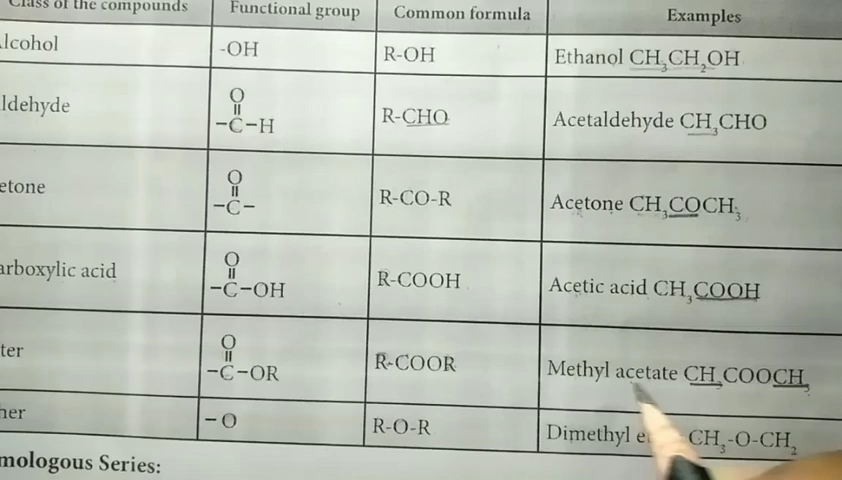 Class of the compounds Functional group Common formula Examples
lcohol -OH R-OH Ethanol CH₃CH₂OH
ldehyde O
॥
-C-H R-CHO Acetaldehyde CH₃CHO
etone O
॥
-C- R-CO-R Acetone CH₃COCH₃
arboxylic acid O
॥
-C-OH R-COOH Acetic acid CH₃COOH
ter O
॥
-C-OR R-COOR Methyl acetate CH₃COOCH₃
her -O R-O-R Dimethyl e CH₃-O-CH₂
mologous Series: